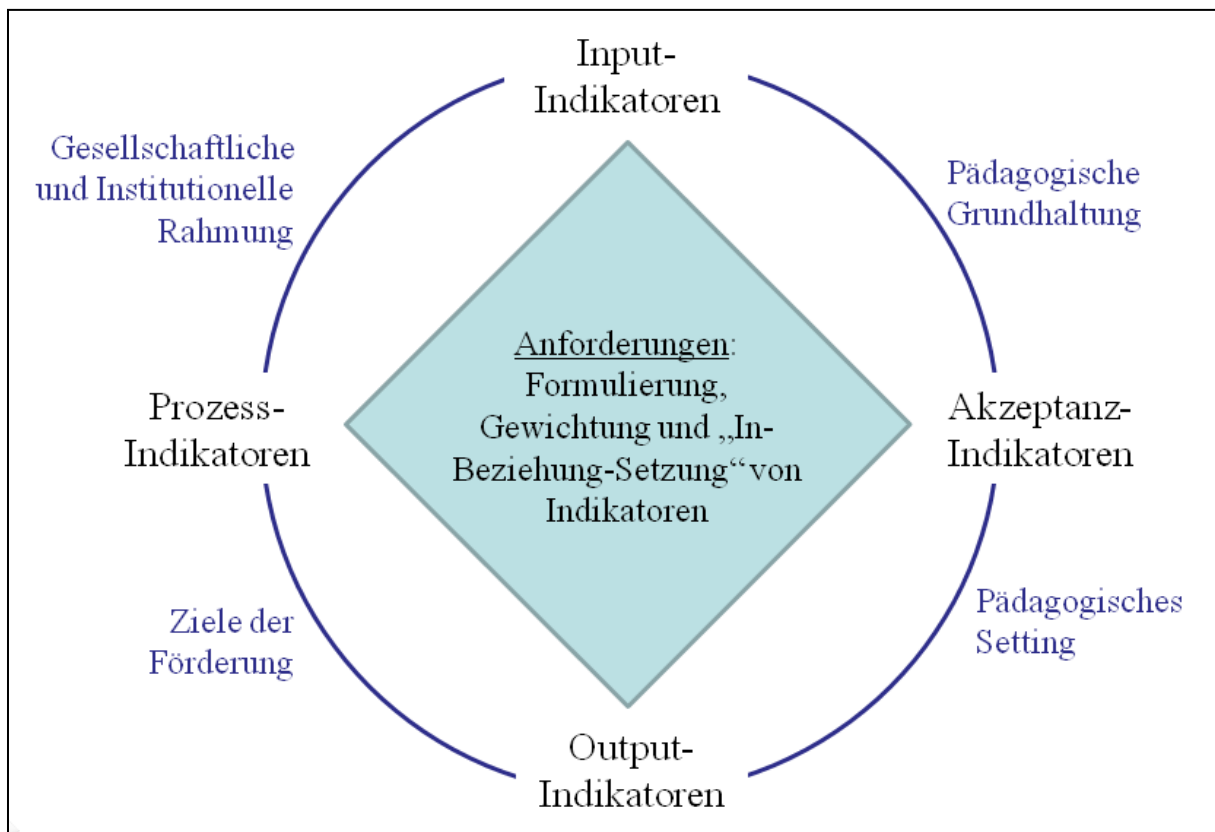 Input-
Indikatoren
Gesellschaftliche
und Institutionelle
Rahmung
Pädagogische
Grundhaltung
Anforderungen:
Formulierung,
Gewichtung und „In-
Beziehung-Setzung“ von
Indikatoren
Prozess-
Indikatoren
Akzeptanz-
Indikatoren
Ziele der
Förderung
Pädagogisches
Setting
Output-
Indikatoren